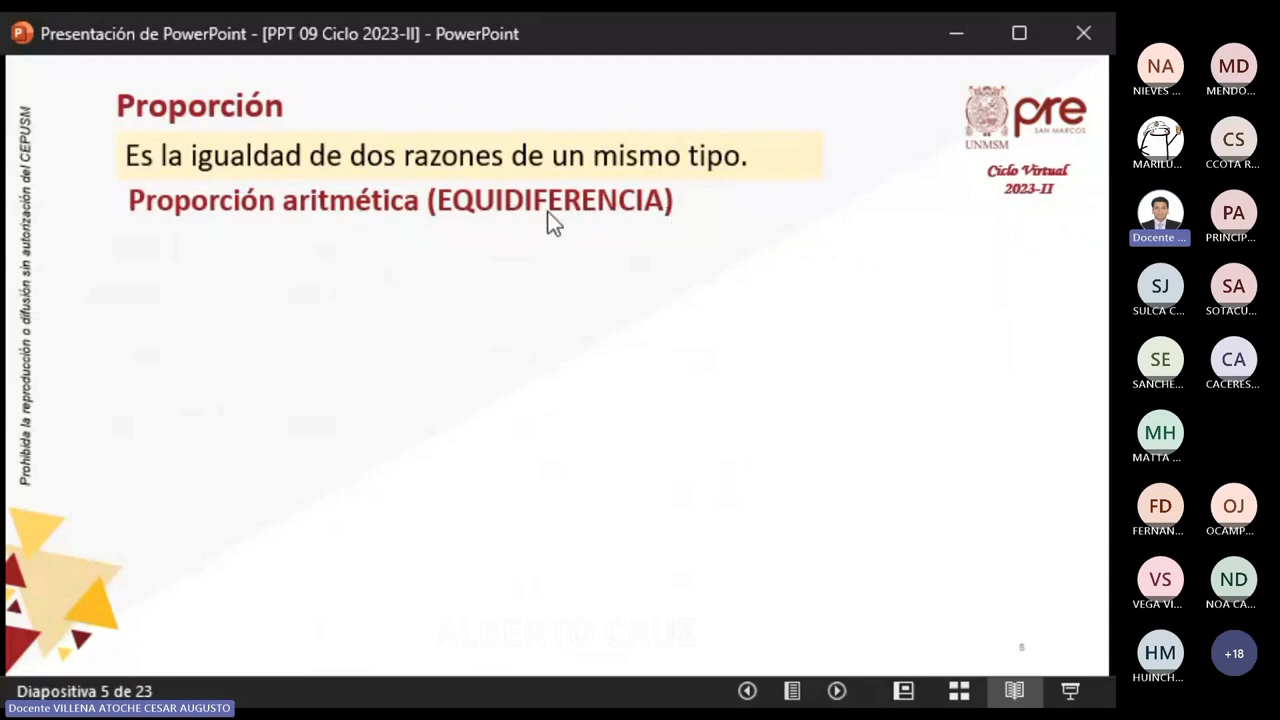 Presentación de PowerPoint - [PPT 09 Ciclo 2023-II] - PowerPoint
Proporción
Es la igualdad de dos razones de un mismo tipo.
Proporción aritmética (EQUIDIFERENCIA)
Prohibida la reproducción o difusión sin autorización del CEPUSM
UNMSM
pre
SAN MARCOS
Ciclo Virtual
2023-II
ALBERTO CRUZ
5
Diapositiva 5 de 23
Docente VILLENA ATOCHE CESAR AUGUSTO
NA
NIEVES ...
MD
MENDO...
MARILU...
CS
CCOTA R...
Docente ...
PA
PRINCIP...
SJ
SULCA C...
SA
SOTACU...
SE
SANCHE...
CA
CACERES...
MH
MATTA ...
FD
FERNAN...
OJ
OCAMP...
VS
VEGA VI...
ND
NOA CA...
HM
HUINCH...
+18